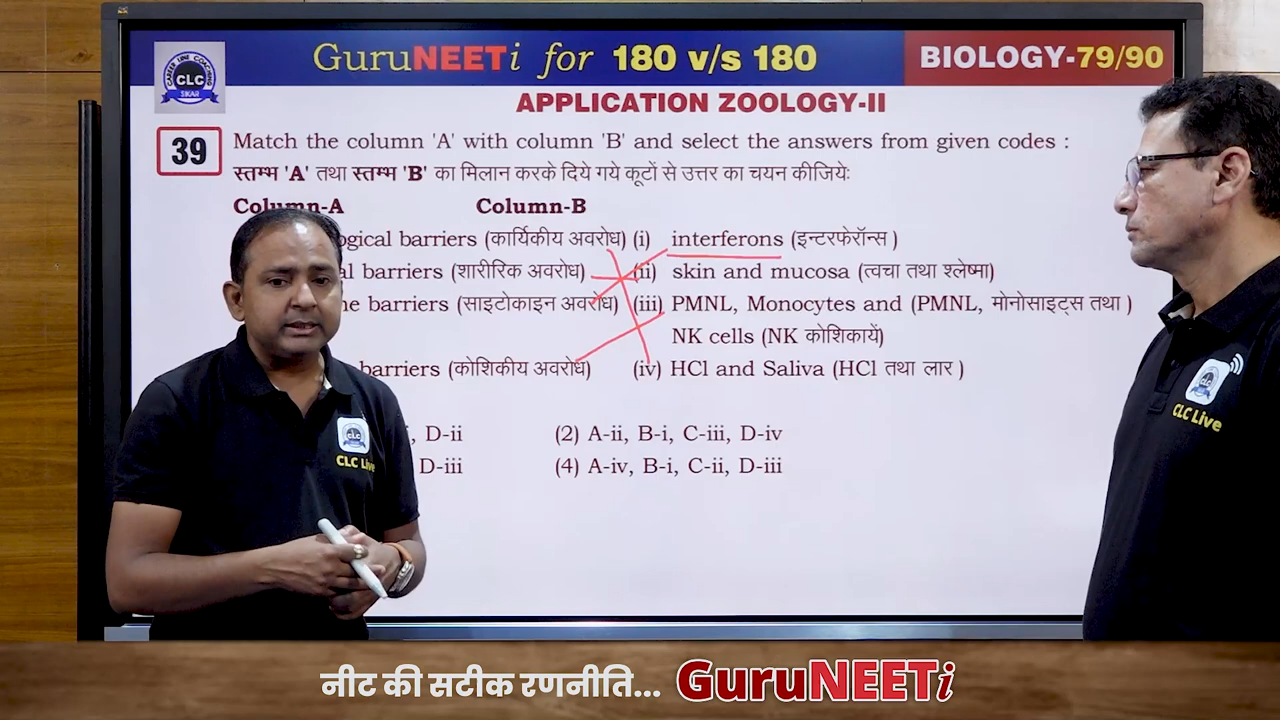 GuruNEETi for 180 v/s 180
BIOLOGY-79/90
CLC
SIKAR
APPLICATION ZOOLOGY-II
39
Match the column 'A' with column 'B' and select the answers from given codes :
स्तम्भ 'A' तथा स्तम्भ 'B' का मिलान करके दिये गये कूटों से उत्तर का चयन कीजियेः
Column-A Column-B
ogical barriers (कार्यिकीय अवरोध) (i) interferons (इन्टरफेरॉन्स )
al barriers (शारीरिक अवरोध) (ii) skin and mucosa (त्वचा तथा श्लेष्मा)
ne barriers (साइटोकाइन अवरोध) (iii) PMNL, Monocytes and (PMNL, मोनोसाइट्स तथा )
NK cells (NK कोशिकायें)
barriers (कोशिकीय अवरोध) (iv) HCl and Saliva (HCl तथा लार )
i, D-ii (2) A-ii, B-i, C-iii, D-iv
D-iii (4) A-iv, B-i, C-ii, D-iii
CLC
CLC Live
CLC
CLC Live
नीट की सटीक रणनीति... GuruNEETi